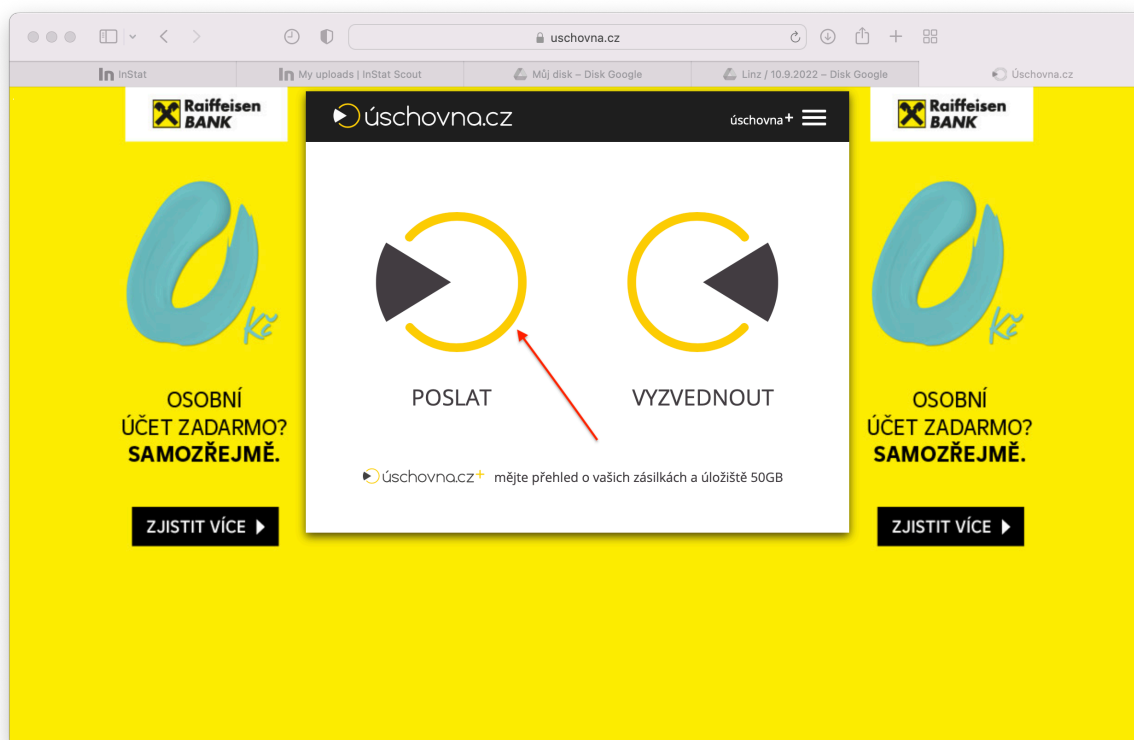 uschovna.cz
InStat
My uploads | InStat Scout
Můj disk – Disk Google
Linz / 10.9.2022 – Disk Google
Úschovna.cz
Raiffeisen
BANK
Kč
OSOBNÍ
ÚČET ZADARMO?
SAMOZŘEJMĚ.
ZJISTIT VÍCE
úschovna.cz
úschovna+
POSLAT
VYZVEDNOUT
úschovna.cz+ mějte přehled o vašich zásilkách a úložiště 50GB
Raiffeisen
BANK
Kč
OSOBNÍ
ÚČET ZADARMO?
SAMOZŘEJMĚ.
ZJISTIT VÍCE